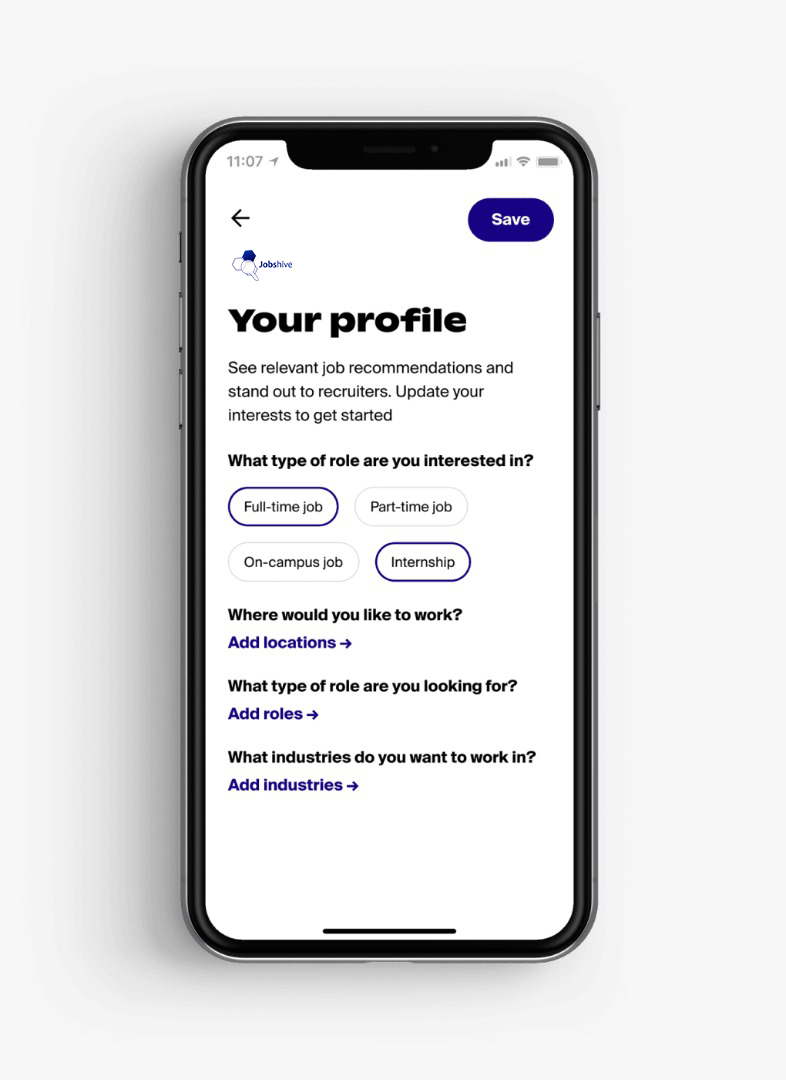 11:07
Save
Jobshive
Your profile
See relevant job recommendations and
stand out to recruiters. Update your
interests to get started
What type of role are you interested in?
Full-time job Part-time job
On-campus job Internship
Where would you like to work?
Add locations →
What type of role are you looking for?
Add roles →
What industries do you want to work in?
Add industries →